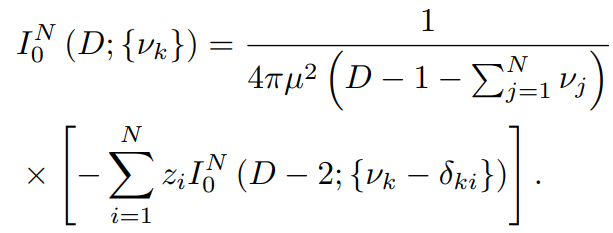 I_0^N (D; {ν_k}) = \frac{1}{4πμ^2 (D − 1 − \sum_{j=1}^{N} ν_j)}
× [ − \sum_{i=1}^{N} z_i I_0^N (D − 2; {ν_k − δ_{ki}}) ] .